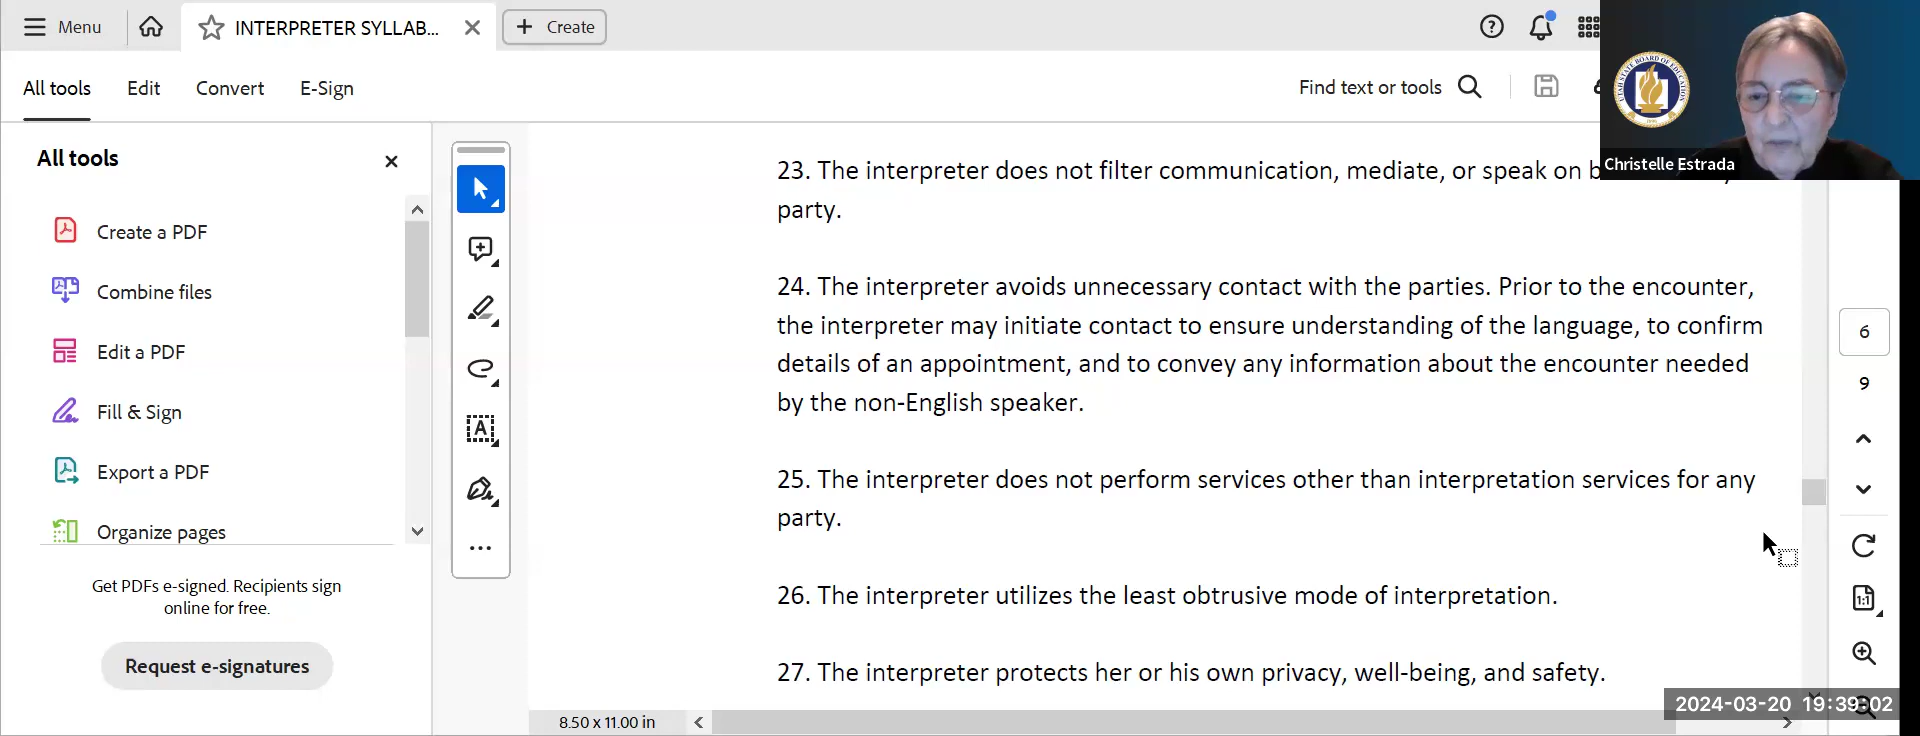 Menu
INTERPRETER SYLLAB...
Create
All tools
Edit
Convert
E-Sign
Find text or tools
UTAH STATE BOARD OF EDUCATION
Christelle Estrada
All tools
Create a PDF
Combine files
Edit a PDF
Fill & Sign
Export a PDF
Organize pages
Get PDFs e-signed. Recipients sign
online for free.
Request e-signatures
23. The interpreter does not filter communication, mediate, or speak on
party.
24. The interpreter avoids unnecessary contact with the parties. Prior to the encounter,
the interpreter may initiate contact to ensure understanding of the language, to confirm
details of an appointment, and to convey any information about the encounter needed
by the non-English speaker.
25. The interpreter does not perform services other than interpretation services for any
party.
26. The interpreter utilizes the least obtrusive mode of interpretation.
27. The interpreter protects her or his own privacy, well-being, and safety.
8.50 x 11.00 in
6
9
1:1
2024-03-20 19:39:02